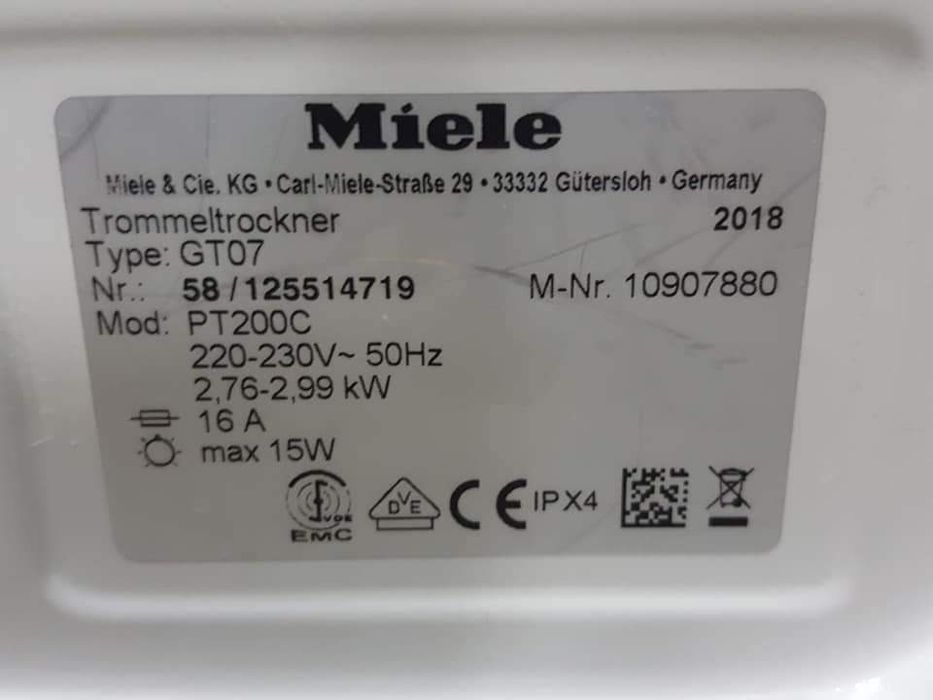 Miele
Miele & Cie. KG • Carl-Miele-Straße 29 • 33332 Gütersloh • Germany
Trommeltrockner 2018
Type: GT07
Nr.: 58 / 125514719 M-Nr. 10907880
Mod: PT200C
220-230V~ 50Hz
2,76-2,99 kW
16 A
max 15W
VDE
EMC
DVE
CE IPX4